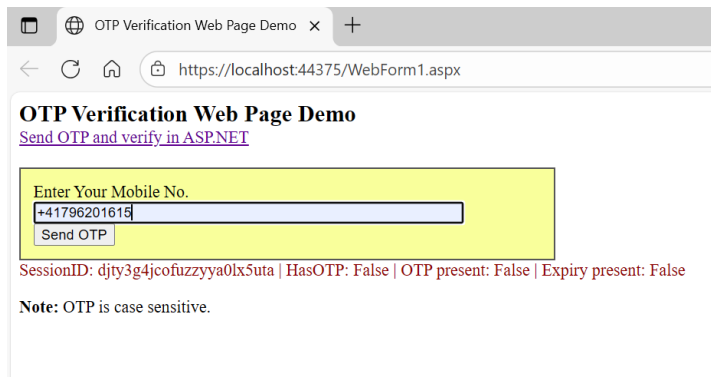 OTP Verification Web Page Demo
https://localhost:44375/WebForm1.aspx
OTP Verification Web Page Demo
Send OTP and verify in ASP.NET
Enter Your Mobile No.
+41796201615
Send OTP
SessionID: djty3g4jcofuzzyya0lx5uta | HasOTP: False | OTP present: False | Expiry present: False
Note: OTP is case sensitive.